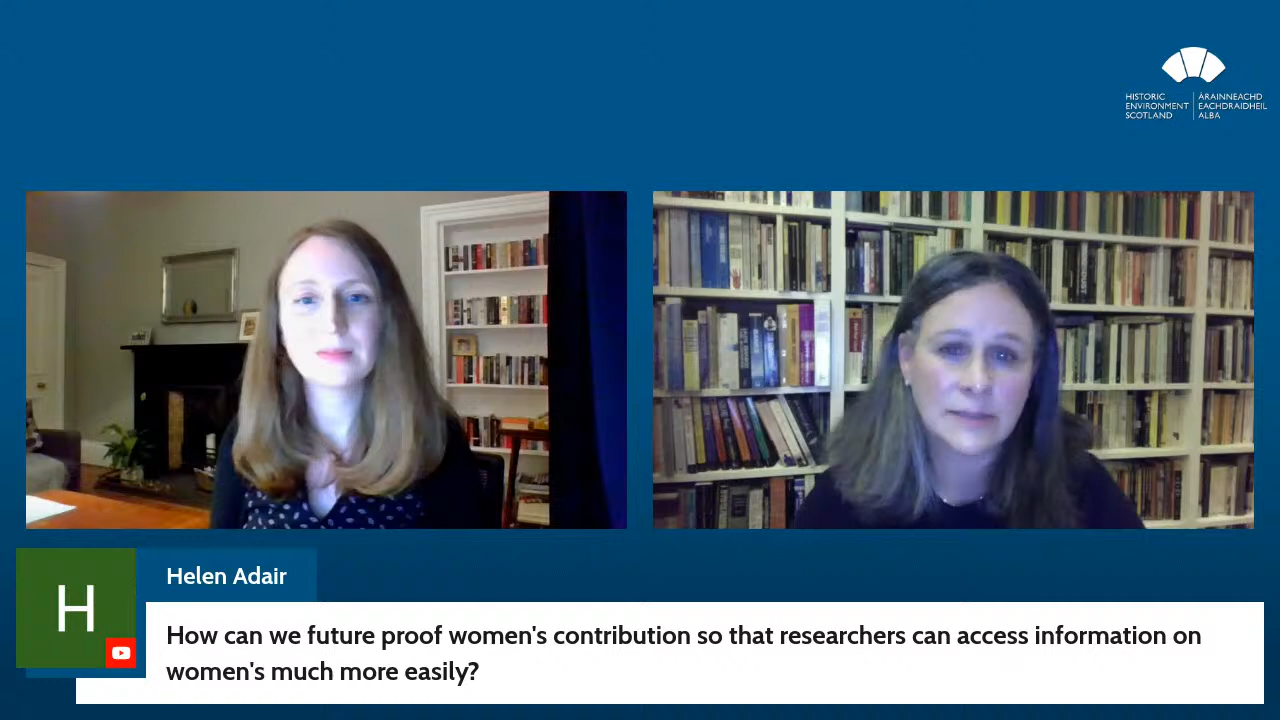 HISTORIC
ENVIRONMENT
SCOTLAND
ÀRAINNEACHD
EACHDRAIDHEIL
ALBA
H
Helen Adair
How can we future proof women's contribution so that researchers can access information on
women's much more easily?